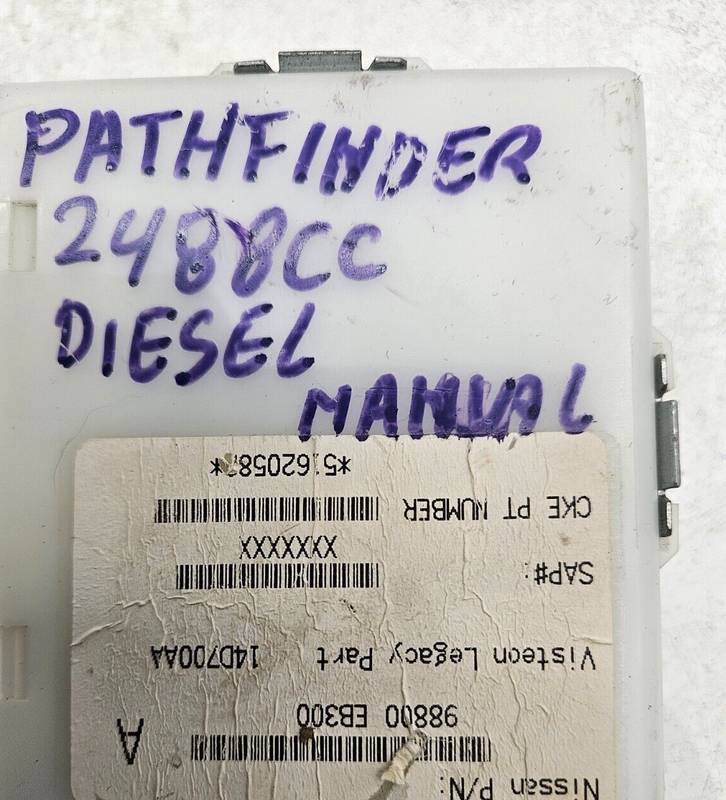 PATHFINDER
2488CC
DIESEL
MANUAL
Nissan P/N:
98800 EB300
A
Visteon Legacy Part 14D700AA
SAP#:
XXXXXXX
CKE PT NUMBER